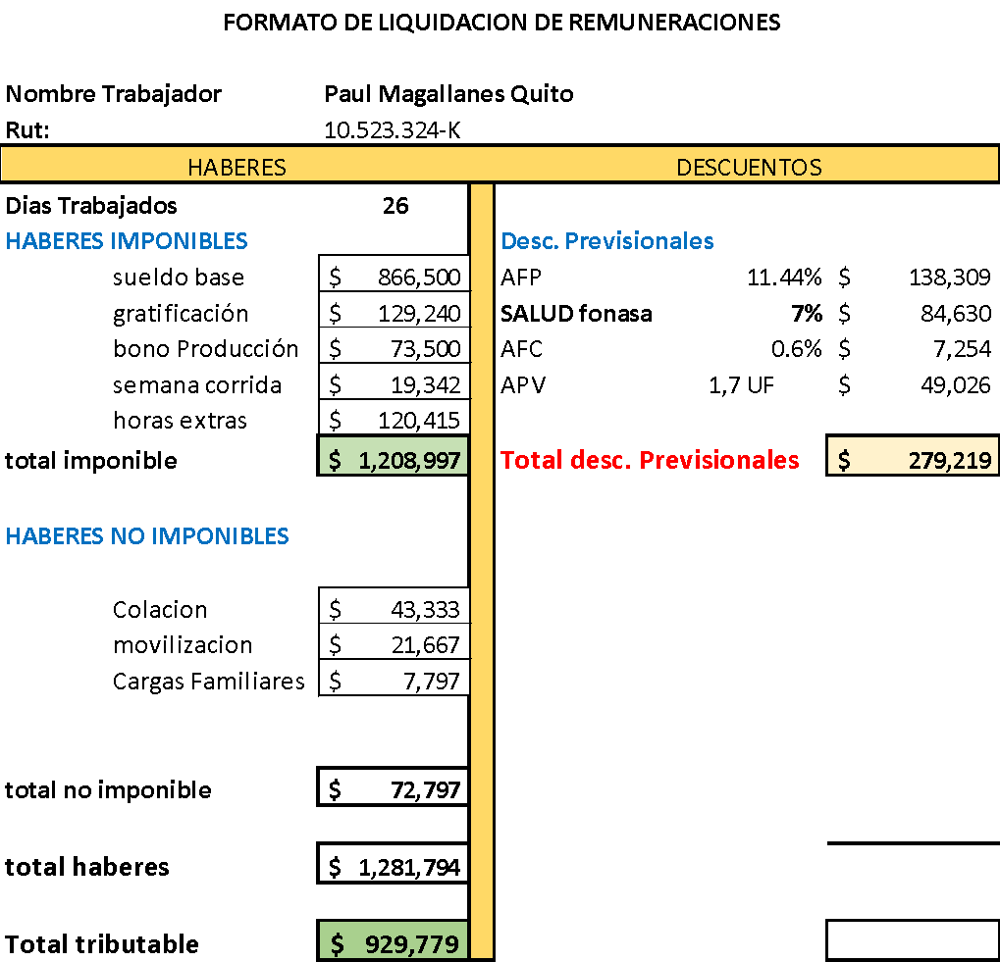 FORMATO DE LIQUIDACION DE REMUNERACIONES
Nombre Trabajador Paul Magallanes Quito
Rut: 10.523.324-K
HABERES DESCUENTOS
Dias Trabajados 26
HABERES IMPONIBLES Desc. Previsionales
sueldo base $ 866,500 AFP 11.44% $ 138,309
gratificación $ 129,240 SALUD fonasa 7% $ 84,630
bono Producción $ 73,500 AFC 0.6% $ 7,254
semana corrida $ 19,342 APV 1,7 UF $ 49,026
horas extras $ 120,415
total imponible $ 1,208,997 Total desc. Previsionales $ 279,219
HABERES NO IMPONIBLES
Colacion $ 43,333
movilizacion $ 21,667
Cargas Familiares $ 7,797
total no imponible $ 72,797
total haberes $ 1,281,794
Total tributable $ 929,779